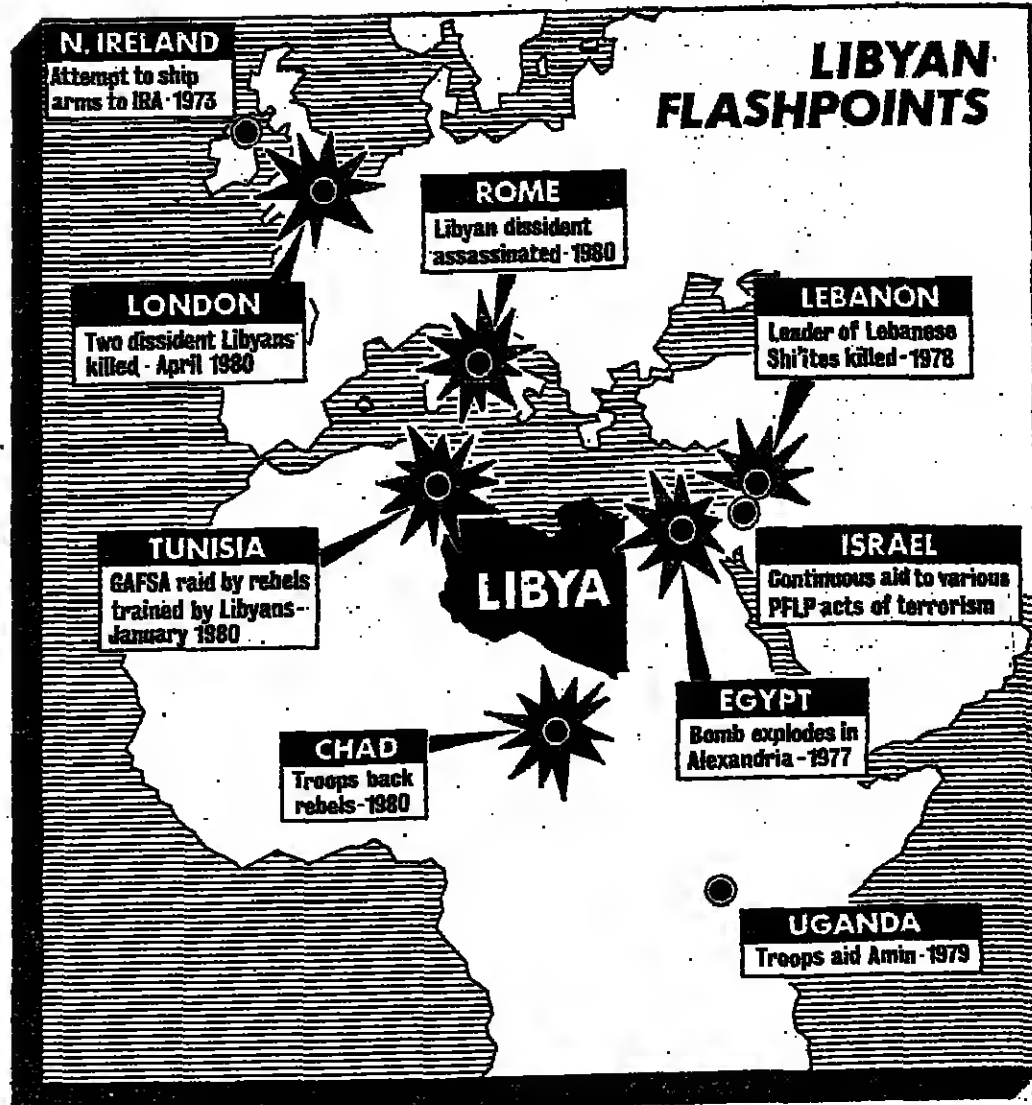 LIBYAN
FLASHPOINTS
N. IRELAND
Attempt to ship
arms to IRA - 1973
ROME
Libyan dissident
assassinated - 1980
LONDON
Two dissident Libyans
killed - April 1980
LEBANON
Leader of Lebanese
Shi'ites killed - 1978
TUNISIA
GAFSA raid by rebels
trained by Libyans -
January 1980
LIBYA
ISRAEL
Continuous aid to various
PFLP acts of terrorism
EGYPT
Bomb explodes in
Alexandria - 1977
CHAD
Troops back
rebels - 1980
UGANDA
Troops aid Amin - 1979